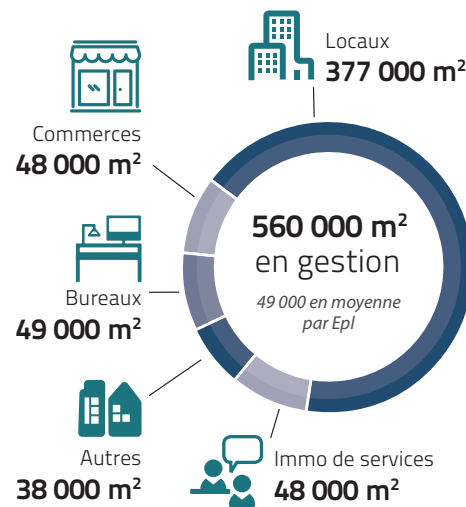 Locaux
377 000 m²
Commerces
48 000 m²
560 000 m²
en gestion
49 000 en moyenne
par Epl
Bureaux
49 000 m²
Autres
38 000 m²
Immo de services
48 000 m²